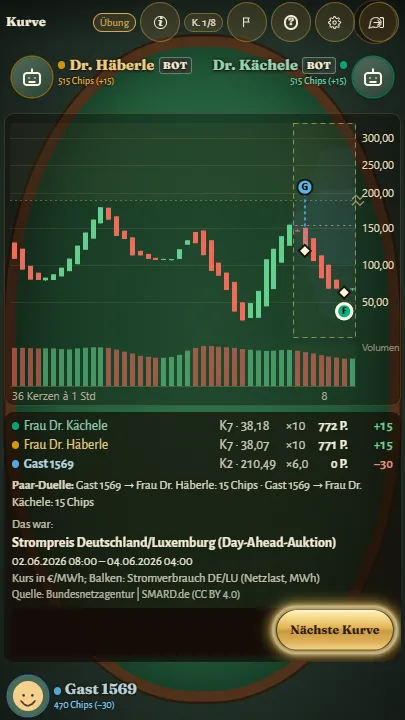 Kurve Übung K. 1/8
Dr. Häberle BOT
515 Chips (+15)
Dr. Kächele BOT
515 Chips (+15)
300,00
250,00
200,00
150,00
100,00
50,00
G
F
Volumen
36 Kerzen à 1 Std 8
Frau Dr. Kächele K7 · 38,18 ×10 772 P. +15
Frau Dr. Häberle K7 · 38,07 ×10 771 P. +15
Gast 1569 K2 · 210,49 ×6,0 0 P. −30
Paar-Duelle: Gast 1569 → Frau Dr. Häberle: 15 Chips · Gast 1569 → Frau Dr.
Kächele: 15 Chips
Das war:
Strompreis Deutschland/Luxemburg (Day-Ahead-Auktion)
02.06.2026 08:00 – 04.06.2026 04:00
Kurs in €/MWh; Balken: Stromverbrauch DE/LU (Netzlast, MWh)
Quelle: Bundesnetzagentur | SMARD.de (CC BY 4.0)
Nächste Kurve
Gast 1569
470 Chips (−30)